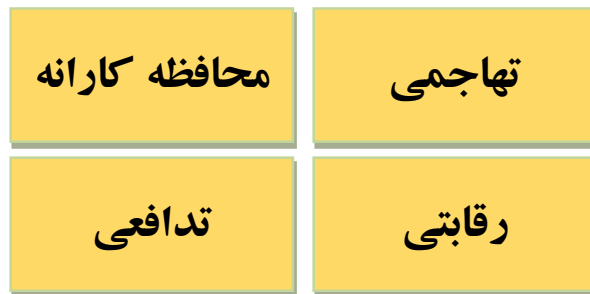 تهاجمی
محافظه کارانه
رقابتی
تدافعی